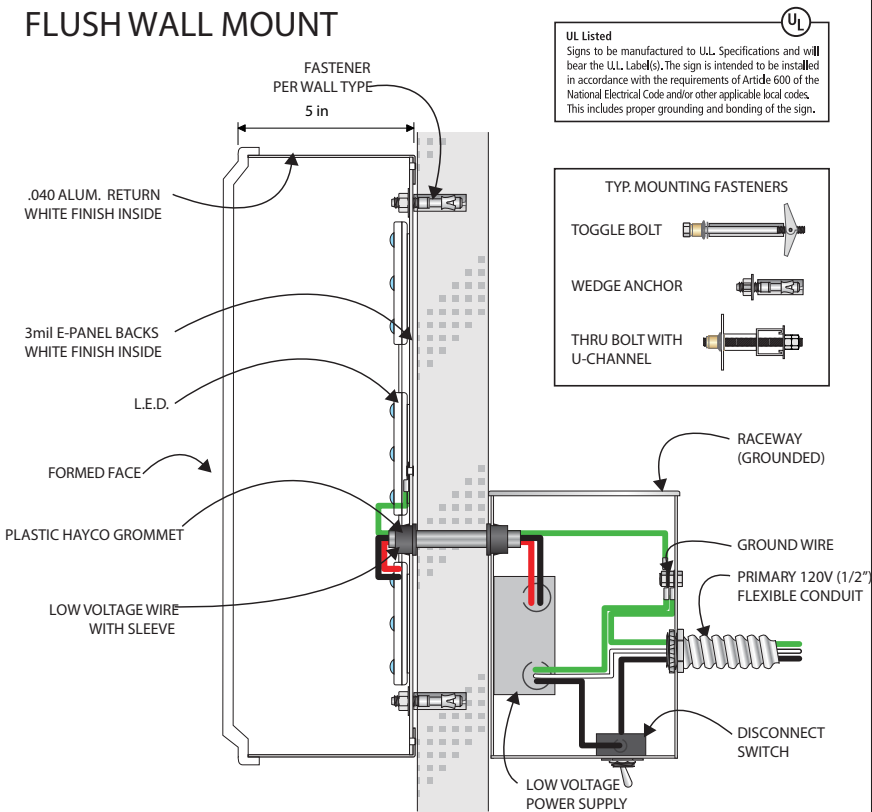 FLUSH WALL MOUNT
UL
UL Listed
Signs to be manufactured to U.L. Specifications and will
bear the U.L. Label(s). The sign is intended to be installed
in accordance with the requirements of Article 600 of the
National Electrical Code and/or other applicable local codes.
This includes proper grounding and bonding of the sign.
FASTENER
PER WALL TYPE
5 in
.040 ALUM. RETURN
WHITE FINISH INSIDE
3mil E-PANEL BACKS
WHITE FINISH INSIDE
L.E.D.
FORMED FACE
PLASTIC HAYCO GROMMET
LOW VOLTAGE WIRE
WITH SLEEVE
TYP. MOUNTING FASTENERS
TOGGLE BOLT
WEDGE ANCHOR
THRU BOLT WITH
U-CHANNEL
RACEWAY
(GROUNDED)
GROUND WIRE
PRIMARY 120V (1/2")
FLEXIBLE CONDUIT
DISCONNECT
SWITCH
LOW VOLTAGE
POWER SUPPLY